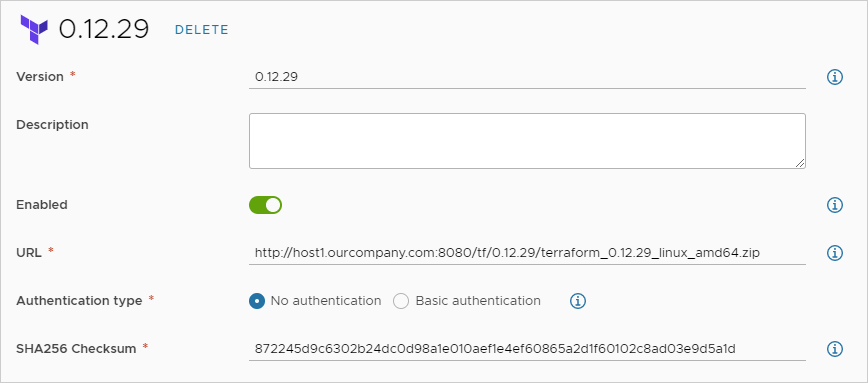 0.12.29 DELETE
Version * 0.12.29
Description
Enabled
URL * http://host1.ourcompany.com:8080/tf/0.12.29/terraform_0.12.29_linux_amd64.zip
Authentication type * No authentication Basic authentication
SHA256 Checksum * 872245d9c6302b24dc0d98a1e010aef1e4ef60865a2d1f60102c8ad03e9d5a1d